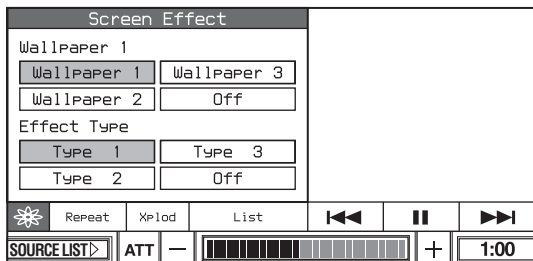 Screen Effect
Wallpaper 1
Wallpaper 1 Wallpaper 3
Wallpaper 2 Off
Effect Type
Type 1 Type 3
Type 2 Off
Repeat Xplod List
SOURCE LIST ATT − + 1:00